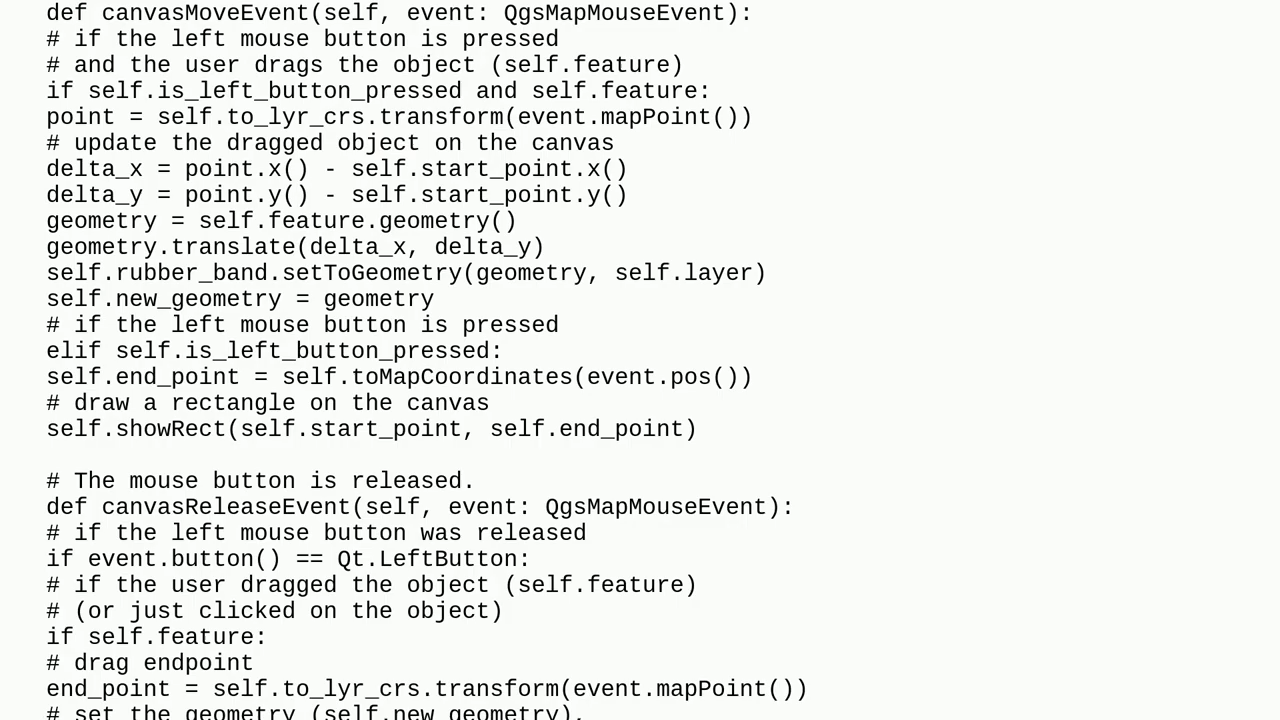 def canvasMoveEvent(self, event: QgsMapMouseEvent):
# if the left mouse button is pressed
# and the user drags the object (self.feature)
if self.is_left_button_pressed and self.feature:
point = self.to_lyr_crs.transform(event.mapPoint())
# update the dragged object on the canvas
delta_x = point.x() - self.start_point.x()
delta_y = point.y() - self.start_point.y()
geometry = self.feature.geometry()
geometry.translate(delta_x, delta_y)
self.rubber_band.setToGeometry(geometry, self.layer)
self.new_geometry = geometry
# if the left mouse button is pressed
elif self.is_left_button_pressed:
self.end_point = self.toMapCoordinates(event.pos())
# draw a rectangle on the canvas
self.showRect(self.start_point, self.end_point)

# The mouse button is released.
def canvasReleaseEvent(self, event: QgsMapMouseEvent):
# if the left mouse button was released
if event.button() == Qt.LeftButton:
# if the user dragged the object (self.feature)
# (or just clicked on the object)
if self.feature:
# drag endpoint
end_point = self.to_lyr_crs.transform(event.mapPoint())
# set the geometry (self.new_geometry),